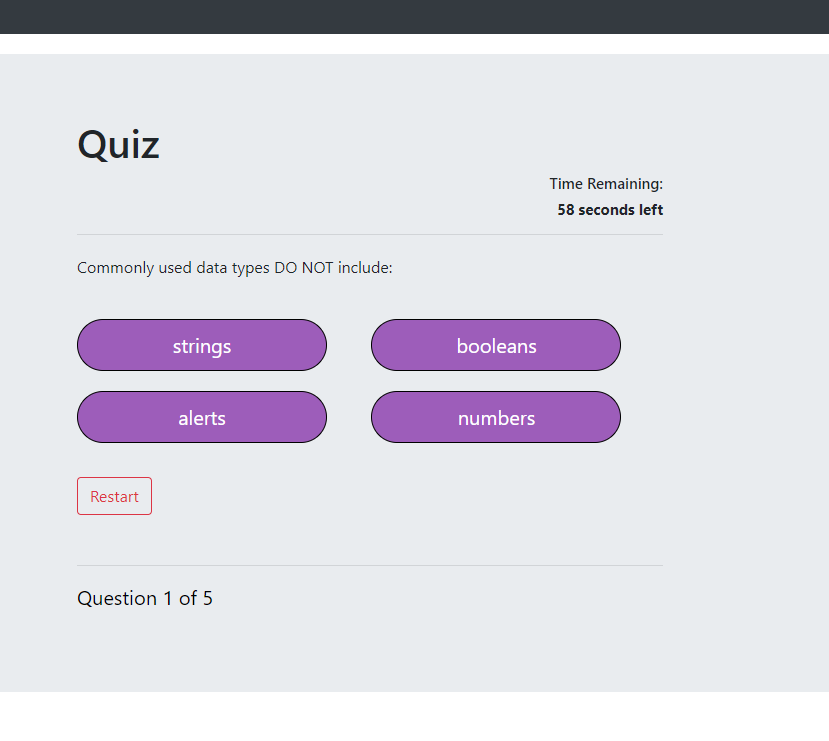 Quiz
Time Remaining:
58 seconds left
Commonly used data types DO NOT include:
strings
booleans
alerts
numbers
Restart
Question 1 of 5